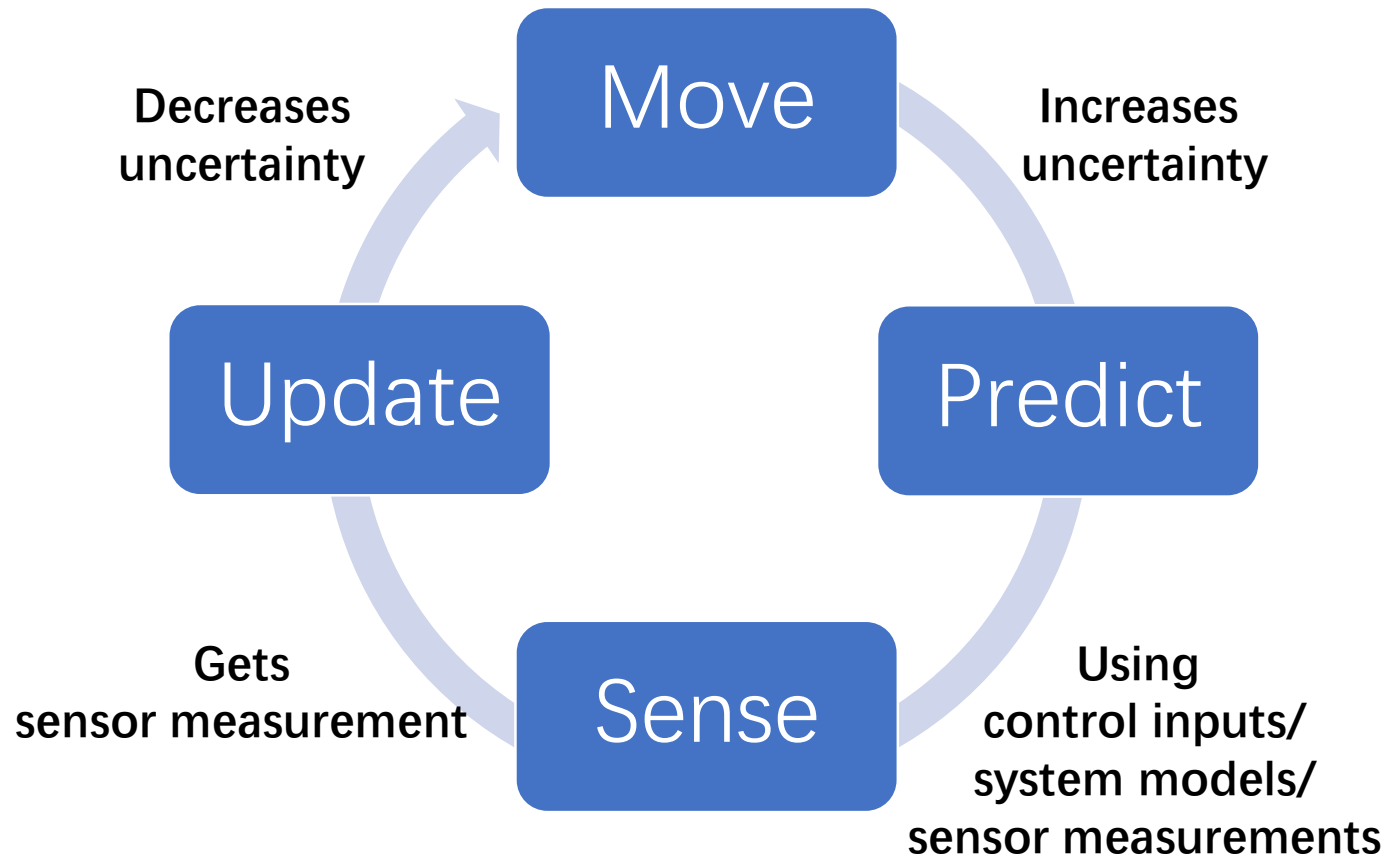 Move
Increases
uncertainty
Predict
Using
control inputs/
system models/
sensor measurements
Sense
Gets
sensor measurement
Update
Decreases
uncertainty